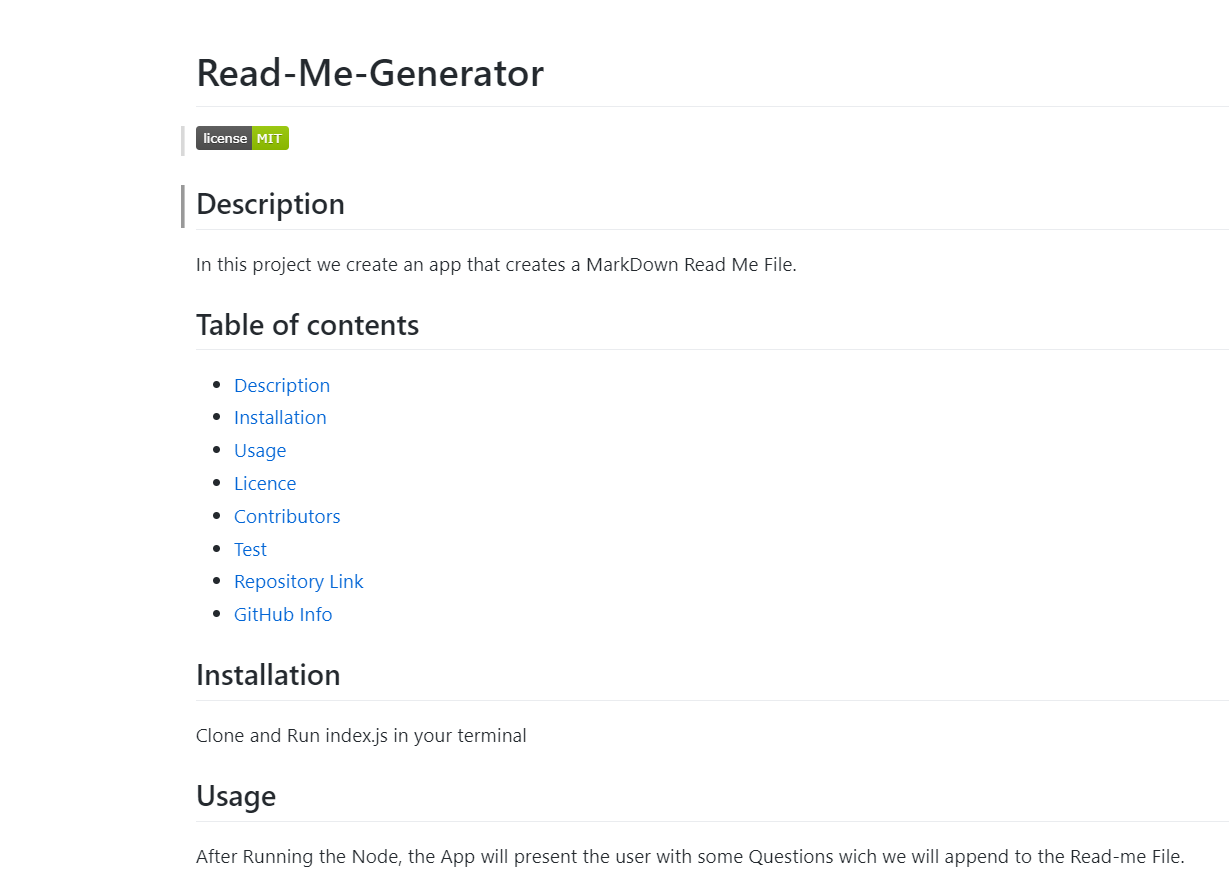 Read-Me-Generator
license MIT
Description
In this project we create an app that creates a MarkDown Read Me File.
Table of contents
Description
Installation
Usage
Licence
Contributors
Test
Repository Link
GitHub Info
Installation
Clone and Run index.js in your terminal
Usage
After Running the Node, the App will present the user with some Questions wich we will append to the Read-me File.